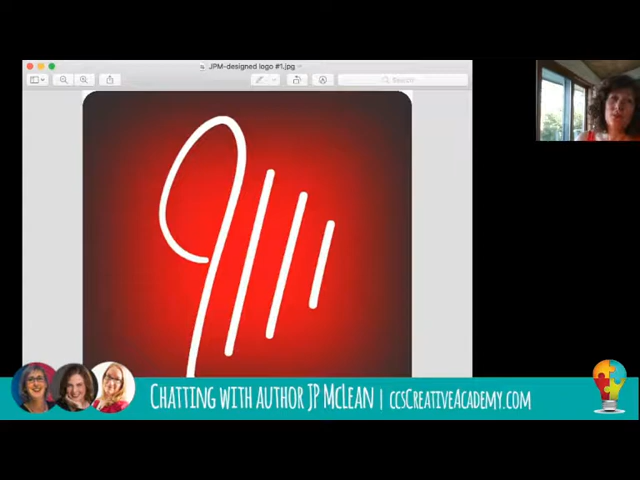 JPM-designed logo #1.jpg
Search
CHATTING WITH AUTHOR JP MCLEAN | CCSCREATIVEACADEMY.COM